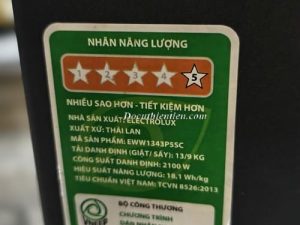 NHÃN NĂNG LƯỢNG
1 2 3 4 5
Docuthientien.com
NHIỀU SAO HƠN - TIẾT KIỆM HƠN
NHÀ SẢN XUẤT: ELECTROLUX
XUẤT XỨ: THÁI LAN
MÃ SẢN PHẨM: EWW1343P5SC
TẢI DANH ĐỊNH (GIẶT/ SẤY): 13/9 KG
CÔNG SUẤT DANH ĐỊNH: 2100 W
HIỆU SUẤT NĂNG LƯỢNG: 18.1 Wh/kg
TIÊU CHUẨN VIỆT NAM: TCVN 8526:2013
BỘ CÔNG THƯƠNG
CHƯƠNG TRÌNH
DÁN NHÃN